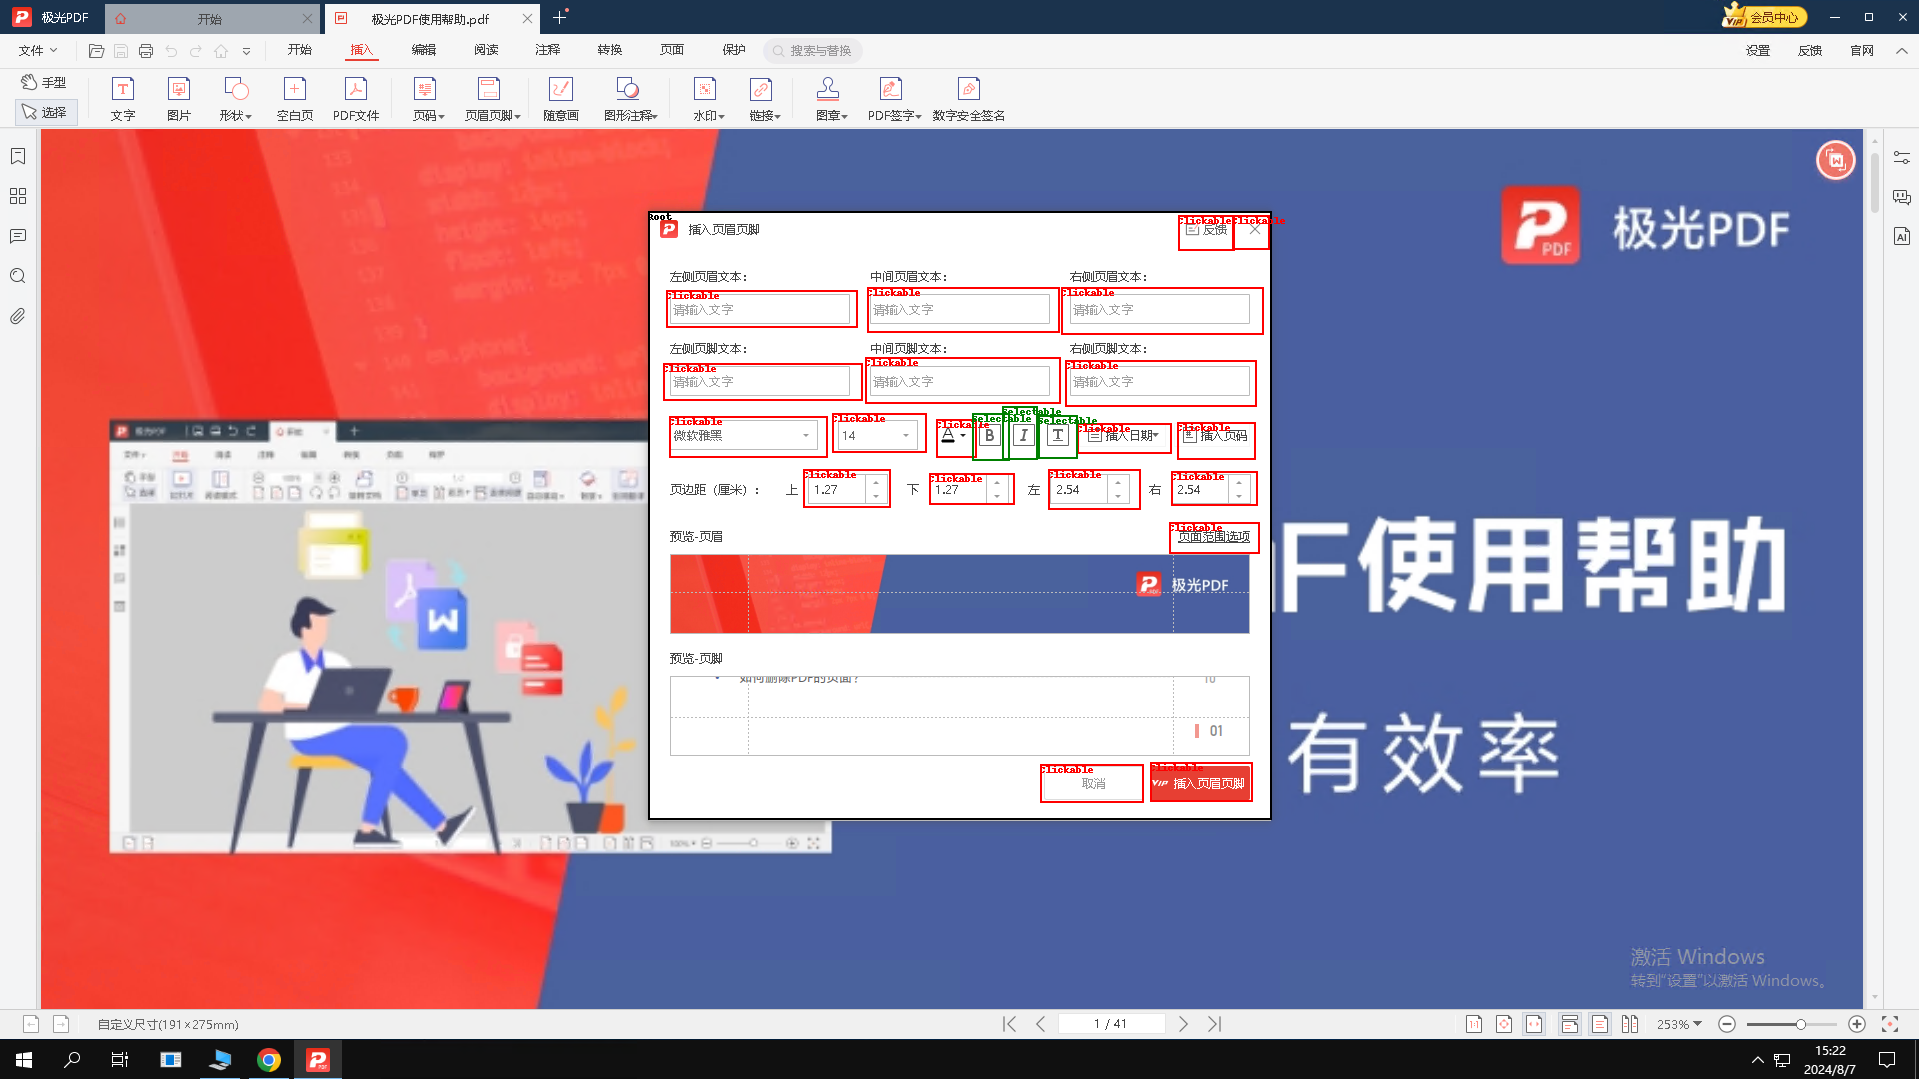 极光PDF
开始
极光PDF使用帮助.pdf
VIP 会员中心
文件
开始
插入
编辑
阅读
注释
转换
页面
保护
搜索与替换
设置
反馈
官网
手型
选择
文字
图片
形状
空白页
PDF文件
页码
页眉页脚
随意画
图形注释
水印
链接
图章
PDF签字
数字安全签名
极光PDF
PDF
F使用帮助
有效率
Root
插入页眉页脚
Clickable
反馈
Clickable
左侧页眉文本:
中间页眉文本:
右侧页眉文本:
Clickable
请输入文字
Clickable
请输入文字
Clickable
请输入文字
左侧页脚文本:
中间页脚文本:
右侧页脚文本:
Clickable
请输入文字
Clickable
请输入文字
Clickable
请输入文字
Clickable
微软雅黑
Clickable
14
Clickable
A
Selectable
B
Selectable
I
Selectable
T
Clickable
插入日期
Clickable
插入页码
页边距（厘米）:
上
Clickable
1.27
下
Clickable
1.27
左
Clickable
2.54
右
Clickable
2.54
预览-页眉
Clickable
页面范围选项
极光PDF
预览-页脚
如何删除PDF的页面?
10
01
Clickable
取消
Clickable
VIP 插入页眉页脚
激活 Windows
转到"设置"以激活 Windows。
自定义尺寸(191×275mm)
1 / 41
253%
15:22
2024/8/7